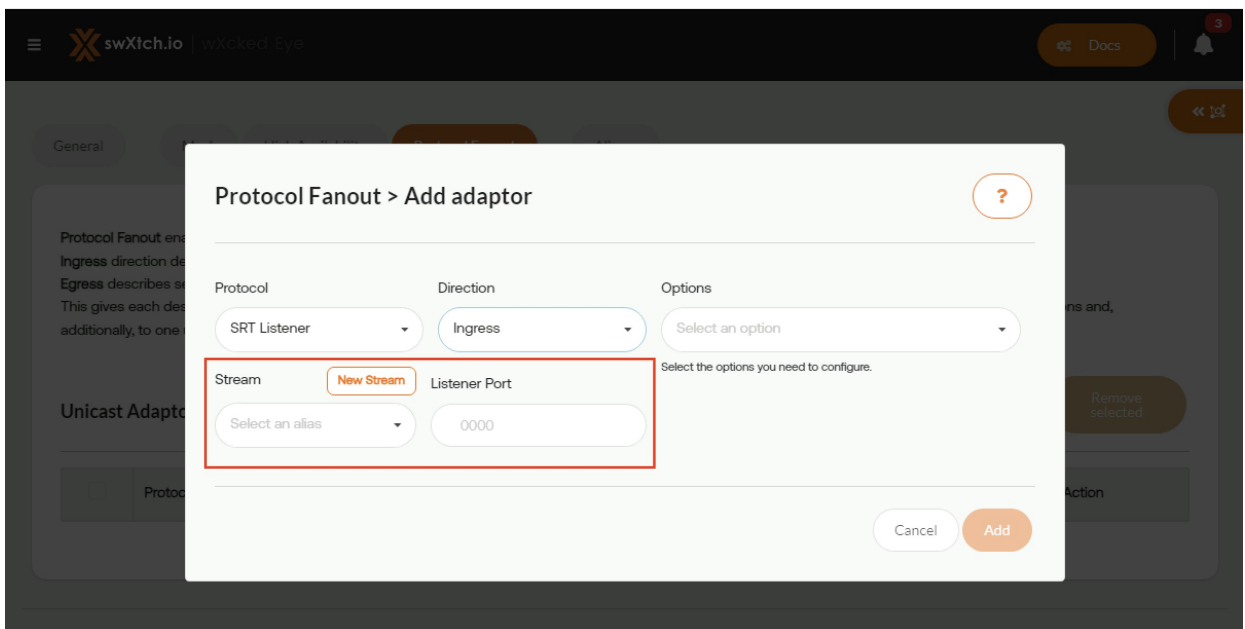 swXtch.io | wXcked Eye
Docs
3
General
Protocol Fanout > Add adaptor
?
Protocol Fanout ena
Ingress direction de
Egress describes se
This gives each des
ns and,
additionally, to one
Protocol
Direction
Options
SRT Listener
Ingress
Select an option
Select the options you need to configure.
Stream
New Stream
Listener Port
Select an alias
0000
Unicast Adapto
Remove
selected
Protoc
Action
Cancel
Add